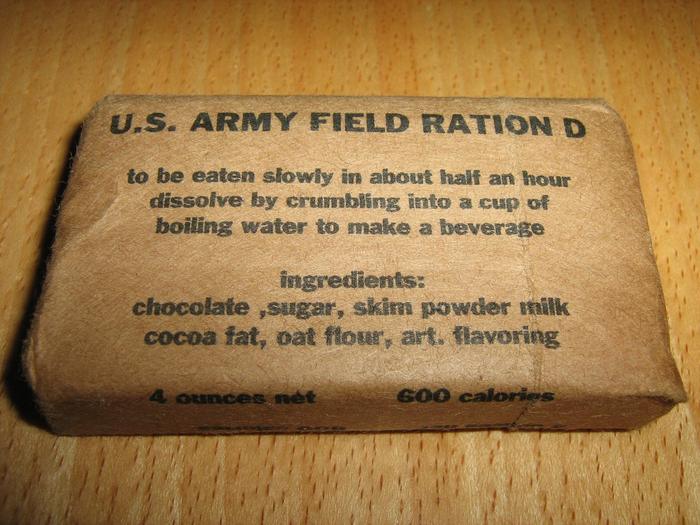 U.S. ARMY FIELD RATION D
to be eaten slowly in about half an hour
dissolve by crumbling into a cup of
boiling water to make a beverage
ingredients:
chocolate ,sugar, skim powder milk
cocoa fat, oat flour, art. flavoring
4 ounces net 600 calories